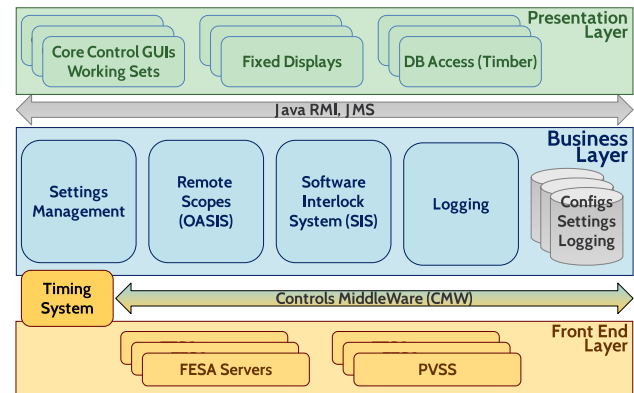 Presentation
Layer
Core Control GUIs
Working Sets
Fixed Displays
DB Access (Timber)
Java RMI, JMS
Business
Layer
Settings
Management
Remote
Scopes
(OASIS)
Software
Interlock
System (SIS)
Logging
Configs
Settings
Logging
Timing
System
Controls MiddleWare (CMW)
Front End
Layer
FESA Servers
PVSS